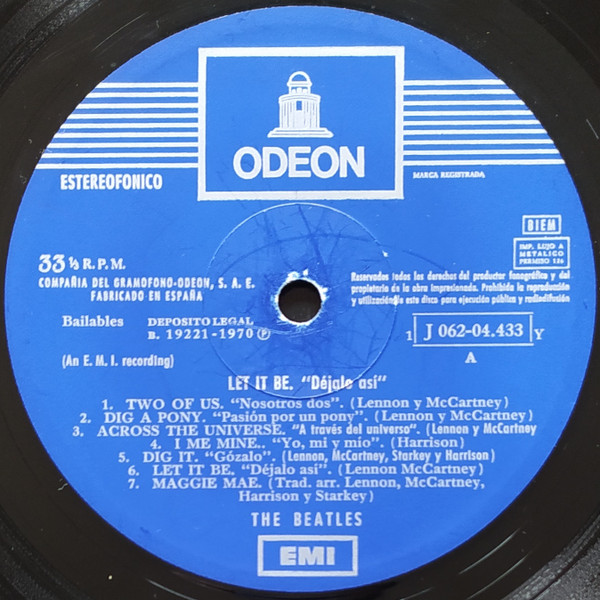 ODEON
ESTEREOFONICO
MARCA REGISTRADA
BIEM
IMP. LUJO A
METALICO
PERMISO 156
33⅓ R.P.M.
COMPAÑIA DEL GRAMOFONO-ODEON, S. A. E.
FABRICADO EN ESPAÑA
Reservados todos los derechos del productor fonográfico y del
propietario de la obra impresionada. Prohibida la reproducción
y utilización de este disco para ejecución pública y radiodifusión
Bailables
DEPOSITO LEGAL
B. 19221-1970 Ⓟ
1 J 062-04.433 Y
A
(An E. M. I. recording)
LET IT BE. "Déjalo así"
1. TWO OF US. "Nosotros dos". (Lennon y McCartney)
2. DIG A PONY. "Pasión por un pony". (Lennon y McCartney)
3. ACROSS THE UNIVERSE. "A través del universo". (Lennon y McCartney
4. I ME MINE.. "Yo, mi y mío". (Harrison)
5. DIG IT. "Gózalo". (Lennon, McCartney, Starkey y Harrison)
6. LET IT BE. "Déjalo así". (Lennon McCartney)
7. MAGGIE MAE. (Trad. arr. Lennon, McCartney,
Harrison y Starkey)
THE BEATLES
EMI